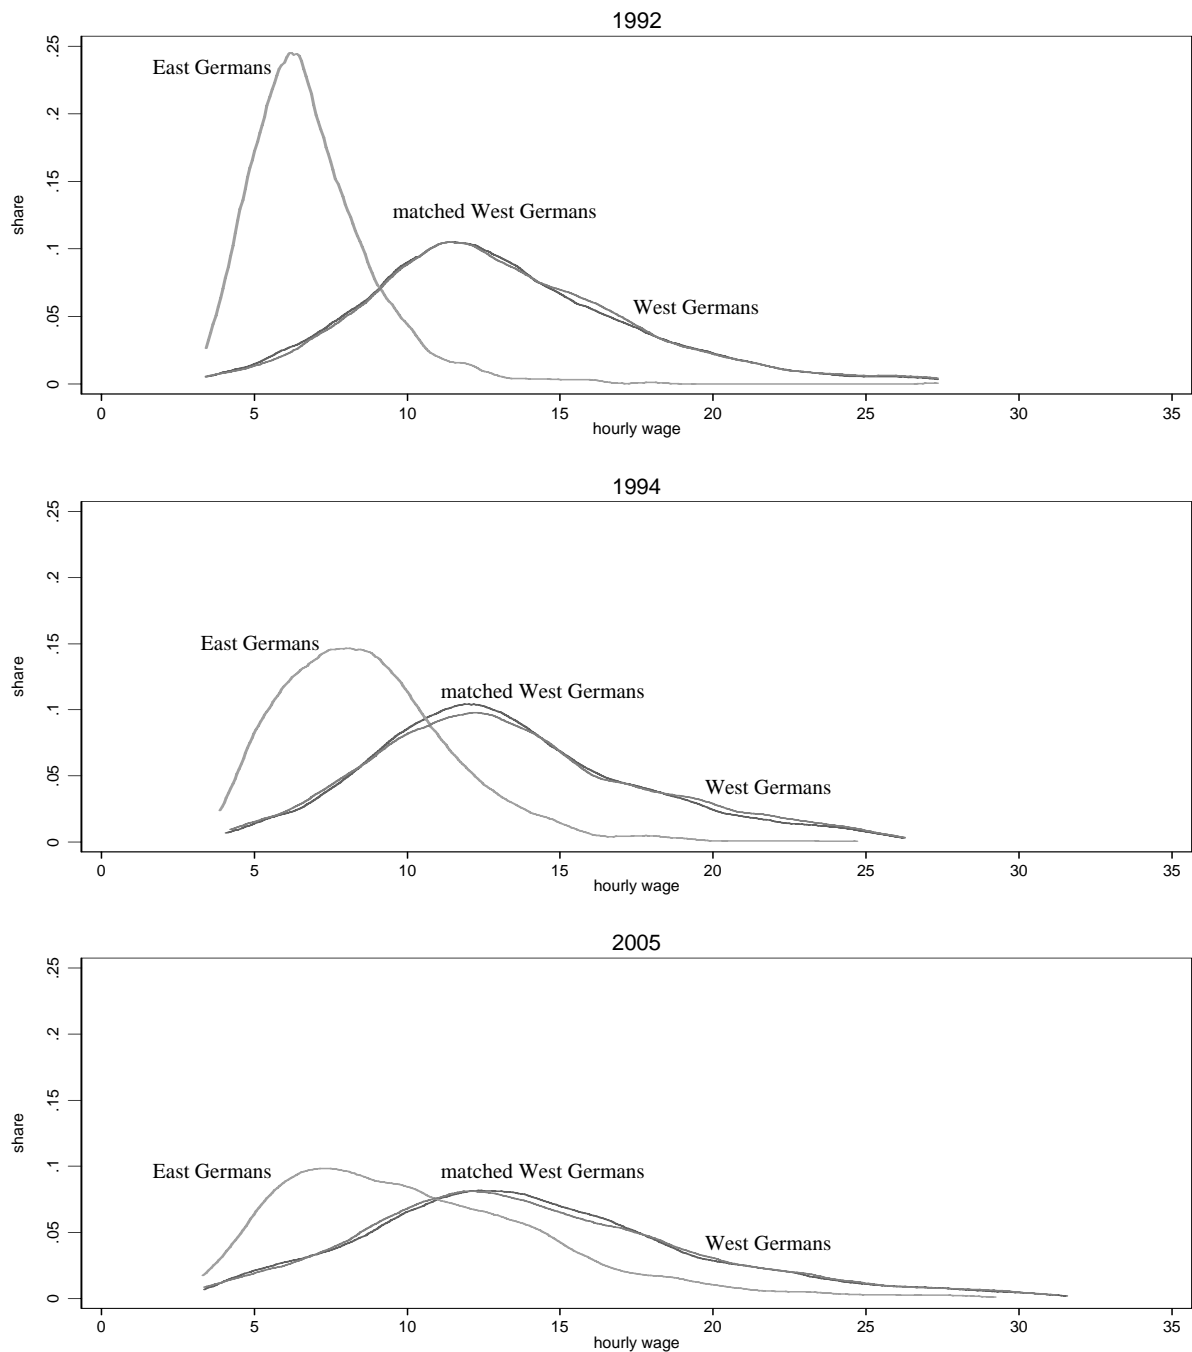 1992
.25
East Germans
.2
.15
share
matched West Germans
.1
West Germans
.05
0
0 5 10 15 20 25 30 35
hourly wage
1994
.25
.2
.15
East Germans
share
matched West Germans
.1
West Germans
.05
0
0 5 10 15 20 25 30 35
hourly wage
2005
.25
.2
.15
share
East Germans
matched West Germans
.1
West Germans
.05
0
0 5 10 15 20 25 30 35
hourly wage